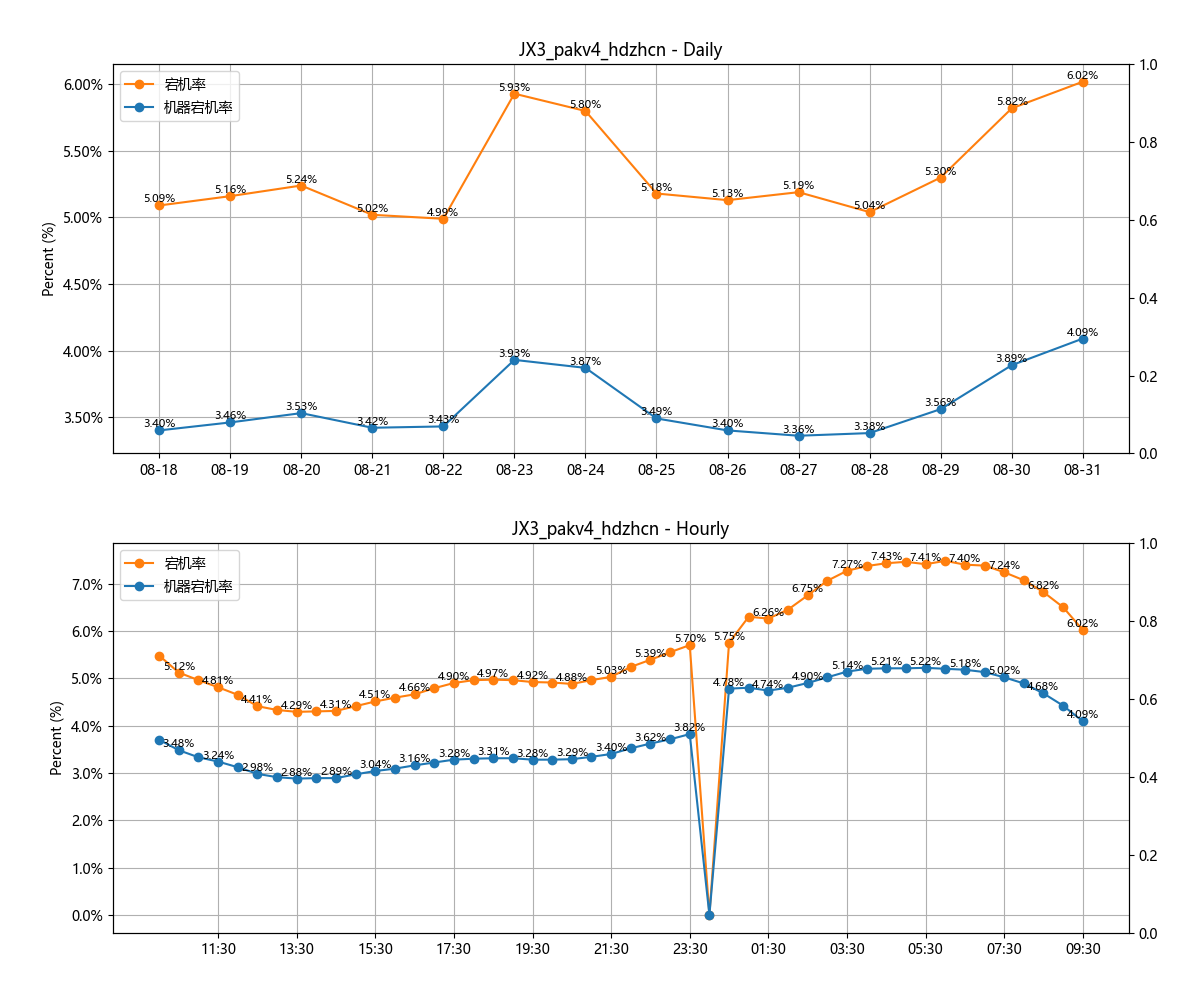 JX3_pakv4_hdzhcn - Daily
宕机率
机器宕机率
Percent (%)
6.00%
5.50%
5.00%
4.50%
4.00%
3.50%
1.0
0.8
0.6
0.4
0.2
0.0
5.09% 5.16% 5.24% 5.02% 4.99% 5.93% 5.80% 5.18% 5.13% 5.19% 5.04% 5.30% 5.82% 6.02%
3.40% 3.46% 3.53% 3.42% 3.43% 3.93% 3.87% 3.49% 3.40% 3.36% 3.38% 3.56% 3.89% 4.09%
08-18 08-19 08-20 08-21 08-22 08-23 08-24 08-25 08-26 08-27 08-28 08-29 08-30 08-31
JX3_pakv4_hdzhcn - Hourly
宕机率
机器宕机率
Percent (%)
7.0%
6.0%
5.0%
4.0%
3.0%
2.0%
1.0%
0.0%
1.0
0.8
0.6
0.4
0.2
0.0
5.12% 4.81% 4.41% 4.29% 4.31% 4.51% 4.66% 4.90% 4.97% 4.92% 4.88% 5.03% 5.39% 5.70% 5.75% 6.26% 6.75% 7.27% 7.43% 7.41% 7.40% 7.24% 6.82% 6.02%
3.48% 3.24% 2.98% 2.88% 2.89% 3.04% 3.16% 3.28% 3.31% 3.28% 3.29% 3.40% 3.62% 3.82% 4.78% 4.74% 4.90% 5.14% 5.21% 5.22% 5.18% 5.02% 4.68% 4.09%
11:30 13:30 15:30 17:30 19:30 21:30 23:30 01:30 03:30 05:30 07:30 09:30